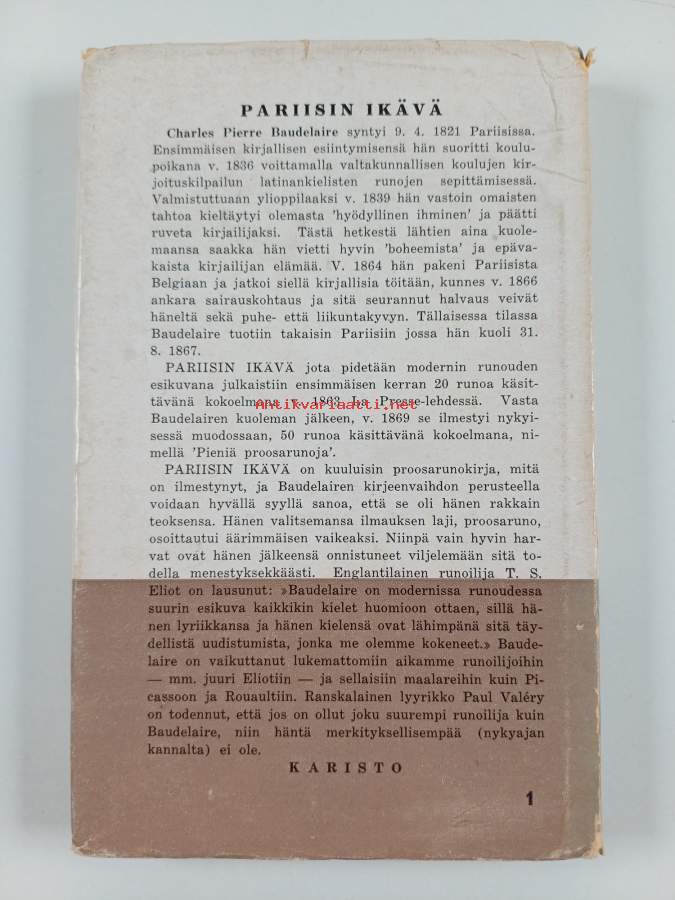 PARIISIN IKÄVÄ
Charles Pierre Baudelaire syntyi 9. 4. 1821 Pariisissa.
Ensimmäisen kirjallisen esiintymisensä hän suoritti koulu-
poikana v. 1836 voittamalla valtakunnallisen koulujen kir-
joituskilpailun latinankielisten runojen sepittämisessä.
Valmistuttuaan ylioppilaaksi v. 1839 hän vastoin omaisten
tahtoa kieltäytyi olemasta 'hyödyllinen ihminen' ja päätti
ruveta kirjailijaksi. Tästä hetkestä lähtien aina kuole-
maansa saakka hän vietti hyvin 'boheemista' ja epäva-
kaista kirjailijan elämää. V. 1864 hän pakeni Pariisista
Belgiaan ja jatkoi siellä kirjallisia töitään, kunnes v. 1866
ankara sairauskohtaus ja sitä seurannut halvaus veivät
häneltä sekä puhe- että liikuntakyvyn. Tällaisessa tilassa
Baudelaire tuotiin takaisin Pariisiin jossa hän kuoli 31.
8. 1867.
PARIISIN IKÄVÄ jota pidetään modernin runouden
esikuvana julkaistiin ensimmäisen kerran 20 runoa käsit-
tävänä kokoelmana v. 1863 La Presse-lehdessä. Vasta
Antikvariaatti.net
Baudelairen kuoleman jälkeen, v. 1869 se ilmestyi nykyi-
sessä muodossaan, 50 runoa käsittävänä kokoelmana, ni-
mellä 'Pieniä proosarunoja'.
PARIISIN IKÄVÄ on kuuluisin proosarunokirja, mitä
on ilmestynyt, ja Baudelairen kirjeenvaihdon perusteella
voidaan hyvällä syyllä sanoa, että se oli hänen rakkain
teoksensa. Hänen valitsemansa ilmauksen laji, proosaruno,
osoittautui äärimmäisen vaikeaksi. Niinpä vain hyvin har-
vat ovat hänen jälkeensä onnistuneet viljelemään sitä to-
della menestyksekkäästi. Englantilainen runoilija T. S.
Eliot on lausunut: »Baudelaire on modernissa runoudessa
suurin esikuva kaikkikin kielet huomioon ottaen, sillä hä-
nen lyriikkansa ja hänen kielensä ovat lähimpänä sitä täy-
dellistä uudistumista, jonka me olemme kokeneet.» Baude-
laire on vaikuttanut lukemattomiin aikamme runoilijoihin
— mm. juuri Eliotiin — ja sellaisiin maalareihin kuin Pi-
cassoon ja Rouaultiin. Ranskalainen lyyrikko Paul Valéry
on todennut, että jos on ollut joku suurempi runoilija kuin
Baudelaire, niin häntä merkityksellisempää (nykyajan
kannalta) ei ole.
KARISTO
1